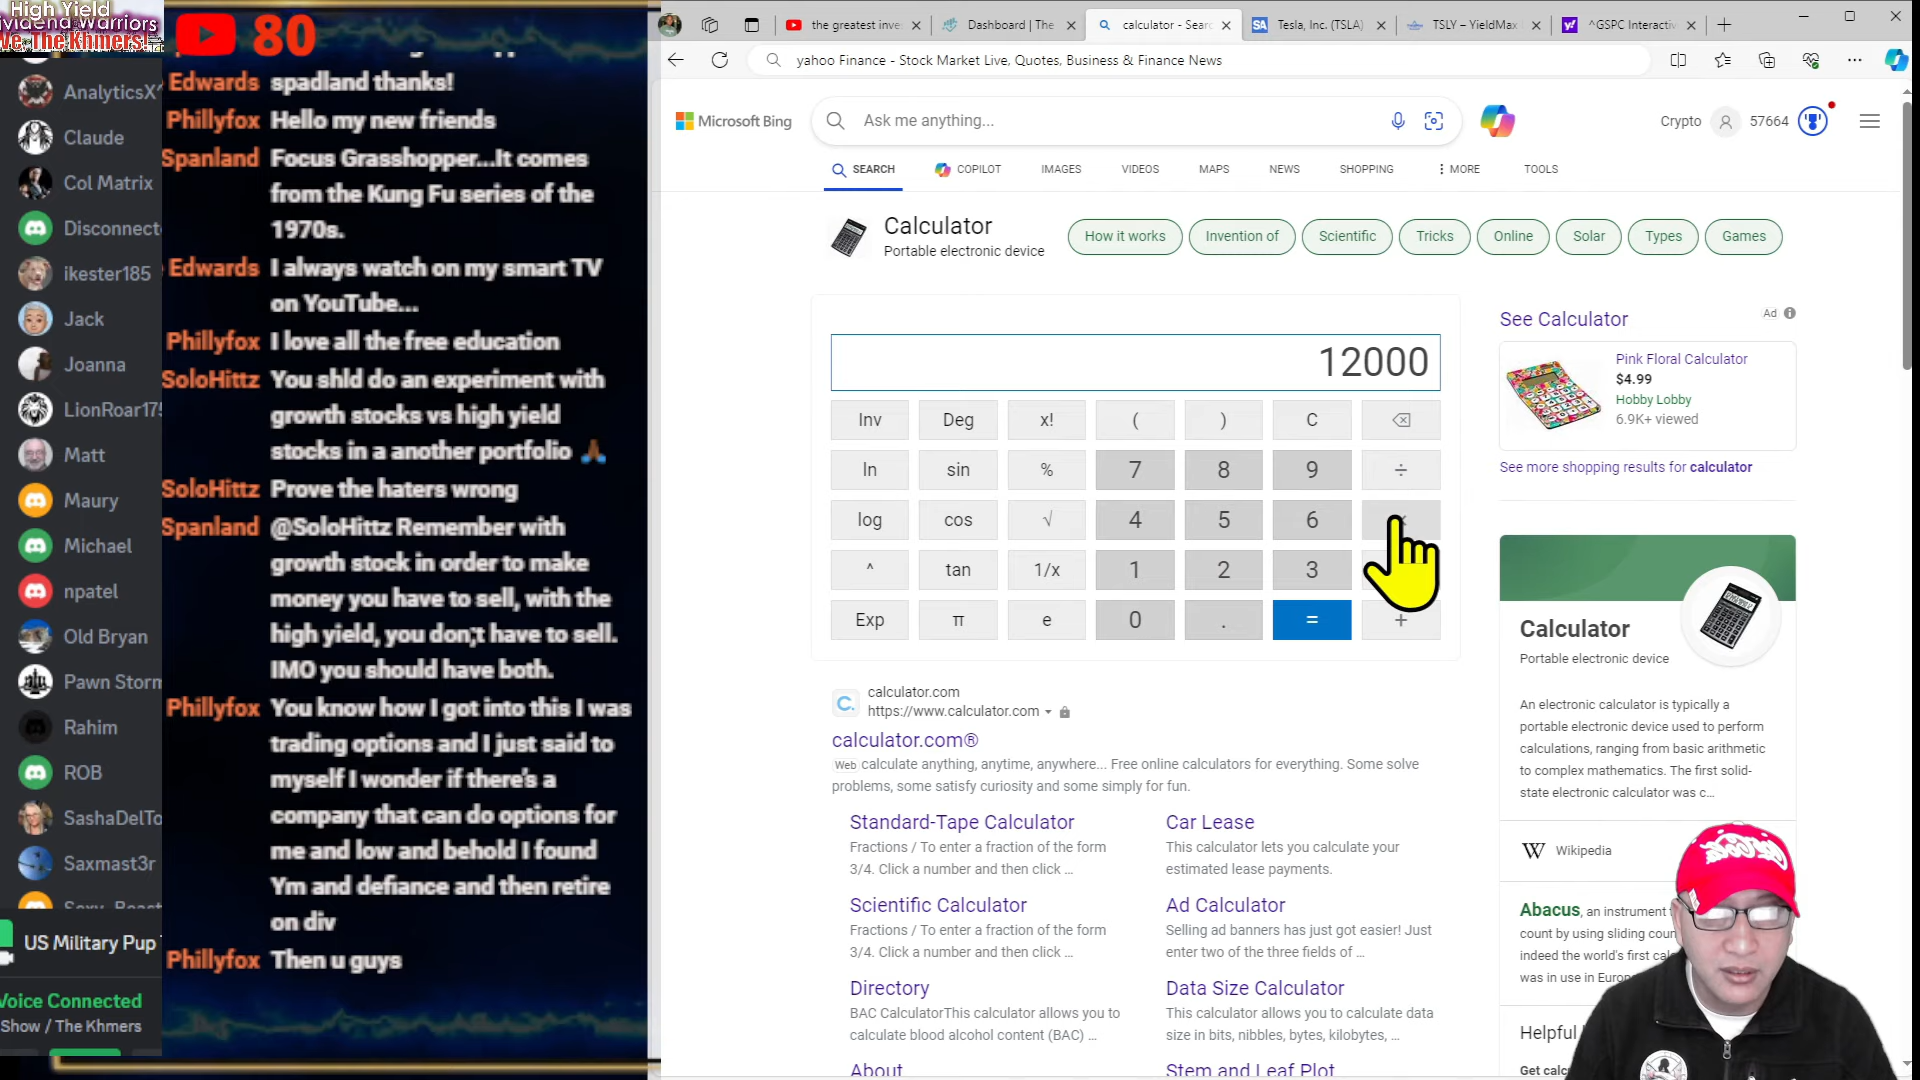 High Yield
Dividend Warriors
We, The Khmers!
80
AnalyticsX
Claude
Col Matrix
Disconnect
ikester185
Jack
Joanna
LionRoar175
Matt
Maury
Michael
npatel
Old Bryan
Pawn Storm
Rahim
ROB
SashaDelTo
Saxmast3r
US Military Pup
Voice Connected
Show / The Khmers
Edwards spadland thanks!
Phillyfox Hello my new friends
Spanland Focus Grasshopper...It comes
from the Kung Fu series of the
1970s.
Edwards I always watch on my smart TV
on YouTube...
Phillyfox I love all the free education
SoloHittz You shld do an experiment with
growth stocks vs high yield
stocks in a another portfolio
SoloHittz Prove the haters wrong
Spanland @SoloHittz Remember with
growth stock in order to make
money you have to sell, with the
high yield, you don;t have to sell.
IMO you should have both.
Phillyfox You know how I got into this I was
trading options and I just said to
myself I wonder if there's a
company that can do options for
me and low and behold I found
Ym and defiance and then retire
on div
Phillyfox Then u guys
the greatest inve
Dashboard | The
calculator - Searc
Tesla, Inc. (TSLA)
TSLY – YieldMax
^GSPC Interactiv
yahoo Finance - Stock Market Live, Quotes, Business & Finance News
Microsoft Bing
Ask me anything...
Crypto
57664
SEARCH
COPILOT
IMAGES
VIDEOS
MAPS
NEWS
SHOPPING
MORE
TOOLS
Calculator
Portable electronic device
How it works
Invention of
Scientific
Tricks
Online
Solar
Types
Games
12000
Inv Deg x! ( ) C
ln sin % 7 8 9 ÷
log cos √ 4 5 6
^ tan 1/x 1 2 3
Exp π e 0 . = +
calculator.com
https://www.calculator.com
calculator.com®
Web calculate anything, anytime, anywhere... Free online calculators for everything. Some solve
problems, some satisfy curiosity and some simply for fun.
Standard-Tape Calculator
Fractions / To enter a fraction of the form
3/4. Click a number and then click ...
Car Lease
This calculator lets you calculate your
estimated lease payments.
Scientific Calculator
Fractions / To enter a fraction of the form
3/4. Click a number and then click ...
Ad Calculator
Selling ad banners has just got easier! Just
enter two of the three fields of ...
Directory
BAC CalculatorThis calculator allows you to
calculate blood alcohol content (BAC) ...
Data Size Calculator
This calculator allows you to calculate data
size in bits, nibbles, bytes, kilobytes, ...
About
Stem and Leaf Plot
See Calculator
Ad
Pink Floral Calculator
$4.99
Hobby Lobby
6.9K+ viewed
See more shopping results for calculator
Calculator
Portable electronic device
An electronic calculator is typically a
portable electronic device used to perform
calculations, ranging from basic arithmetic
to complex mathematics. The first solid-
state electronic calculator was c...
Wikipedia
Abacus, an instrument
count by using sliding coun
indeed the world's first cal
was in use in Europ
Helpful
Get calc
Coca-Cola